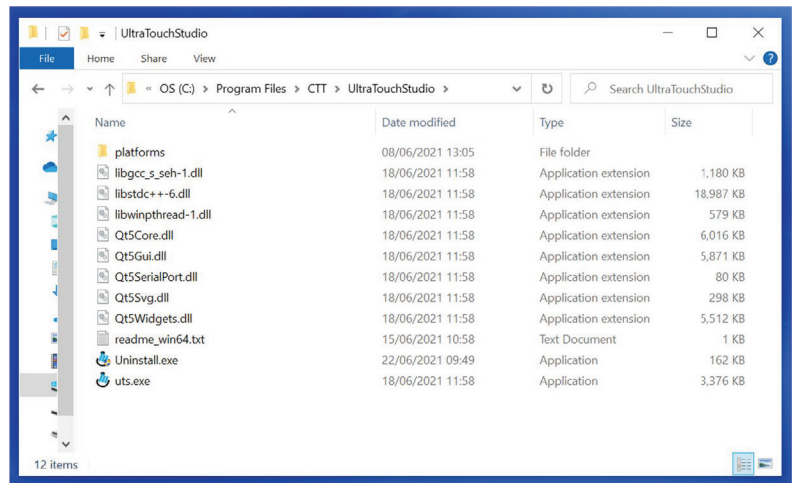 UltraTouchStudio
File Home Share View
« OS (C:) > Program Files > CTT > UltraTouchStudio > Search UltraTouchStudio
Name Date modified Type Size
platforms 08/06/2021 13:05 File folder
libgcc_s_seh-1.dll 18/06/2021 11:58 Application extension 1,180 KB
libstdc++-6.dll 18/06/2021 11:58 Application extension 18,987 KB
libwinpthread-1.dll 18/06/2021 11:58 Application extension 579 KB
Qt5Core.dll 18/06/2021 11:58 Application extension 6,016 KB
Qt5Gui.dll 18/06/2021 11:58 Application extension 5,871 KB
Qt5SerialPort.dll 18/06/2021 11:58 Application extension 80 KB
Qt5Svg.dll 18/06/2021 11:58 Application extension 298 KB
Qt5Widgets.dll 18/06/2021 11:58 Application extension 5,512 KB
readme_win64.txt 15/06/2021 10:58 Text Document 1 KB
Uninstall.exe 22/06/2021 09:49 Application 162 KB
uts.exe 18/06/2021 11:58 Application 3,376 KB
12 items